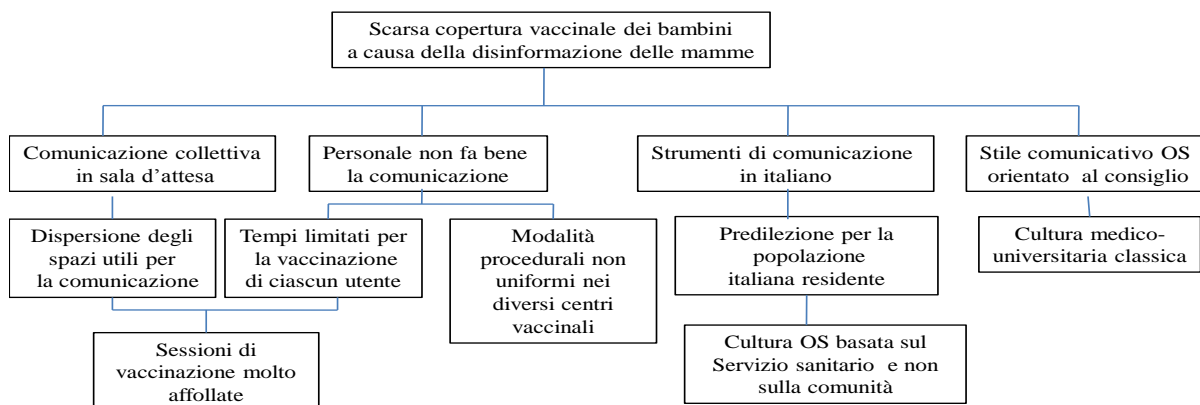 Scarsa copertura vaccinale dei bambini
a causa della disinformazione delle mamme
Comunicazione collettiva
in sala d'attesa
Personale non fa bene
la comunicazione
Strumenti di comunicazione
in italiano
Stile comunicativo OS
orientato al consiglio
Dispersione degli
spazi utili per
la comunicazione
Tempi limitati per
la vaccinazione
di ciascun utente
Modalità
procedurali non
uniformi nei
diversi centri
vaccinali
Predilezione per la
popolazione
italiana residente
Cultura medico-
universitaria classica
Sessioni di
vaccinazione molto
affollate
Cultura OS basata sul
Servizio sanitario e non
sulla comunità